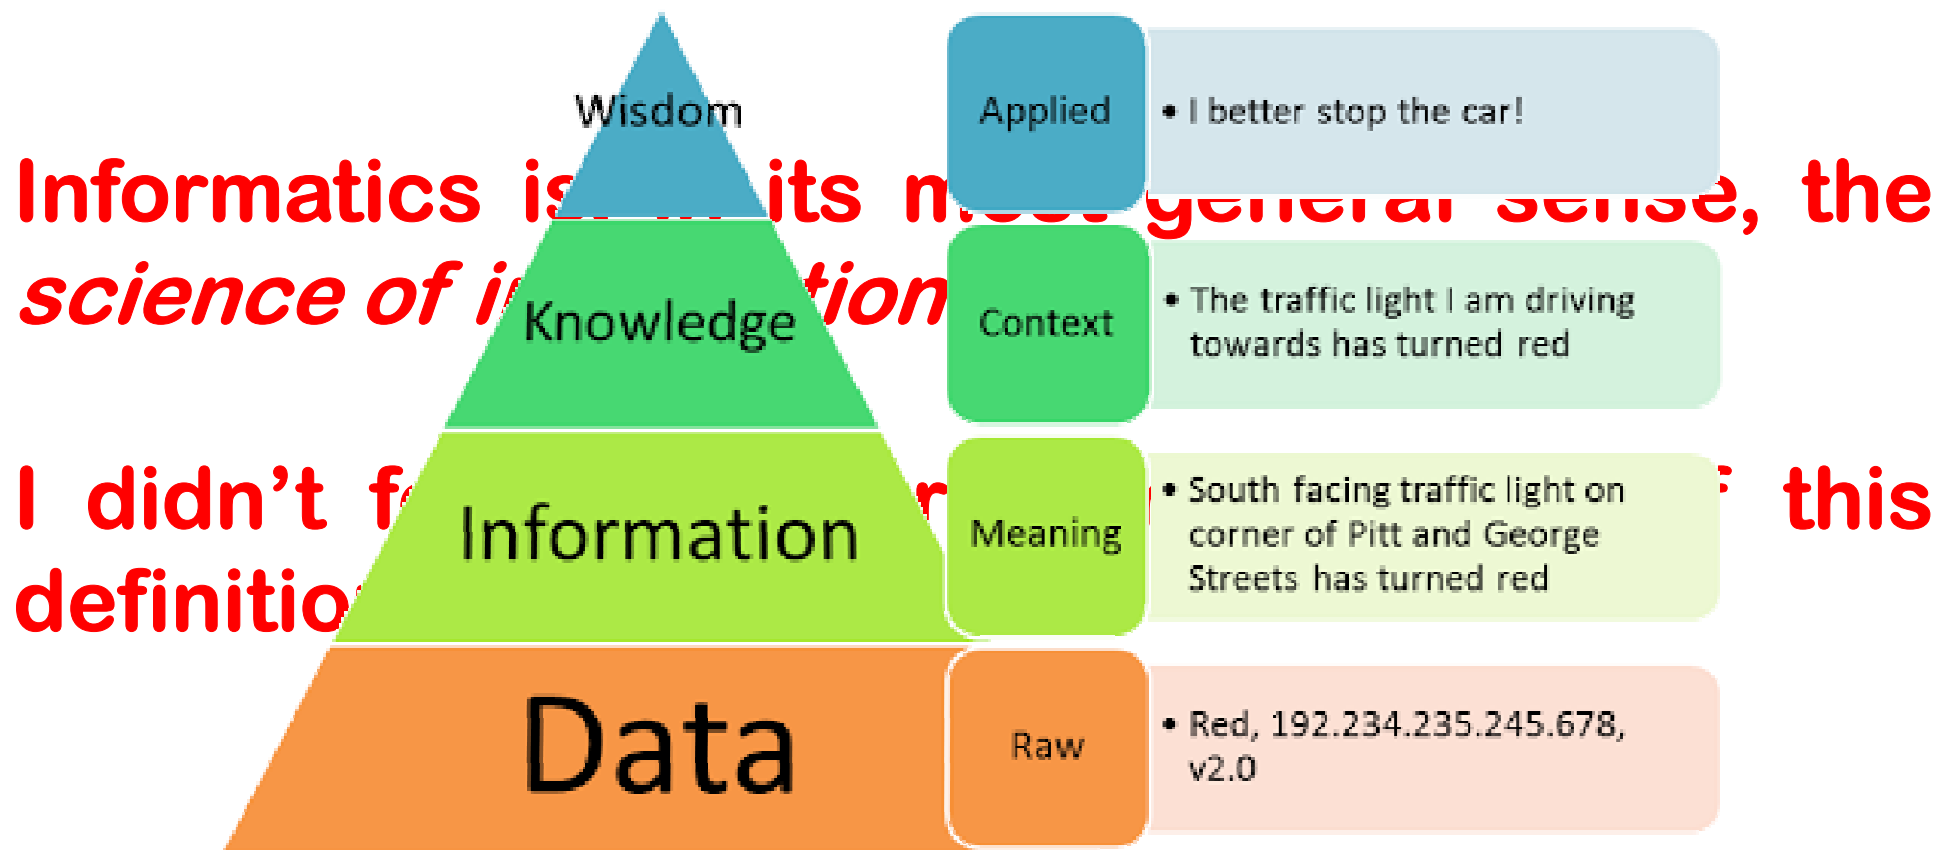 Wisdom
Applied
• I better stop the car!
Informatics its general sense, the
science of
Knowledge
Context
• The traffic light I am driving
towards has turned red
I didn’t this
Information
Meaning
• South facing traffic light on
corner of Pitt and George
Streets has turned red
Data
Raw
• Red, 192.234.235.245.678,
v2.0